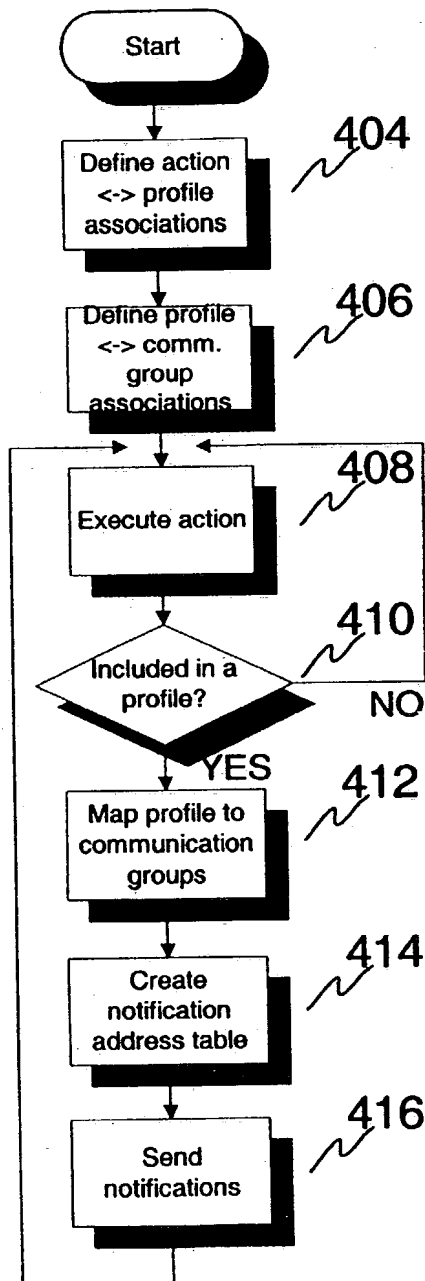 Start
404
Define action
<-> profile
associations
406
Define profile
<-> comm.
group
associations
408
Execute action
410
Included in a
profile?
NO
YES
412
Map profile to
communication
groups
414
Create
notification
address table
416
Send
notifications